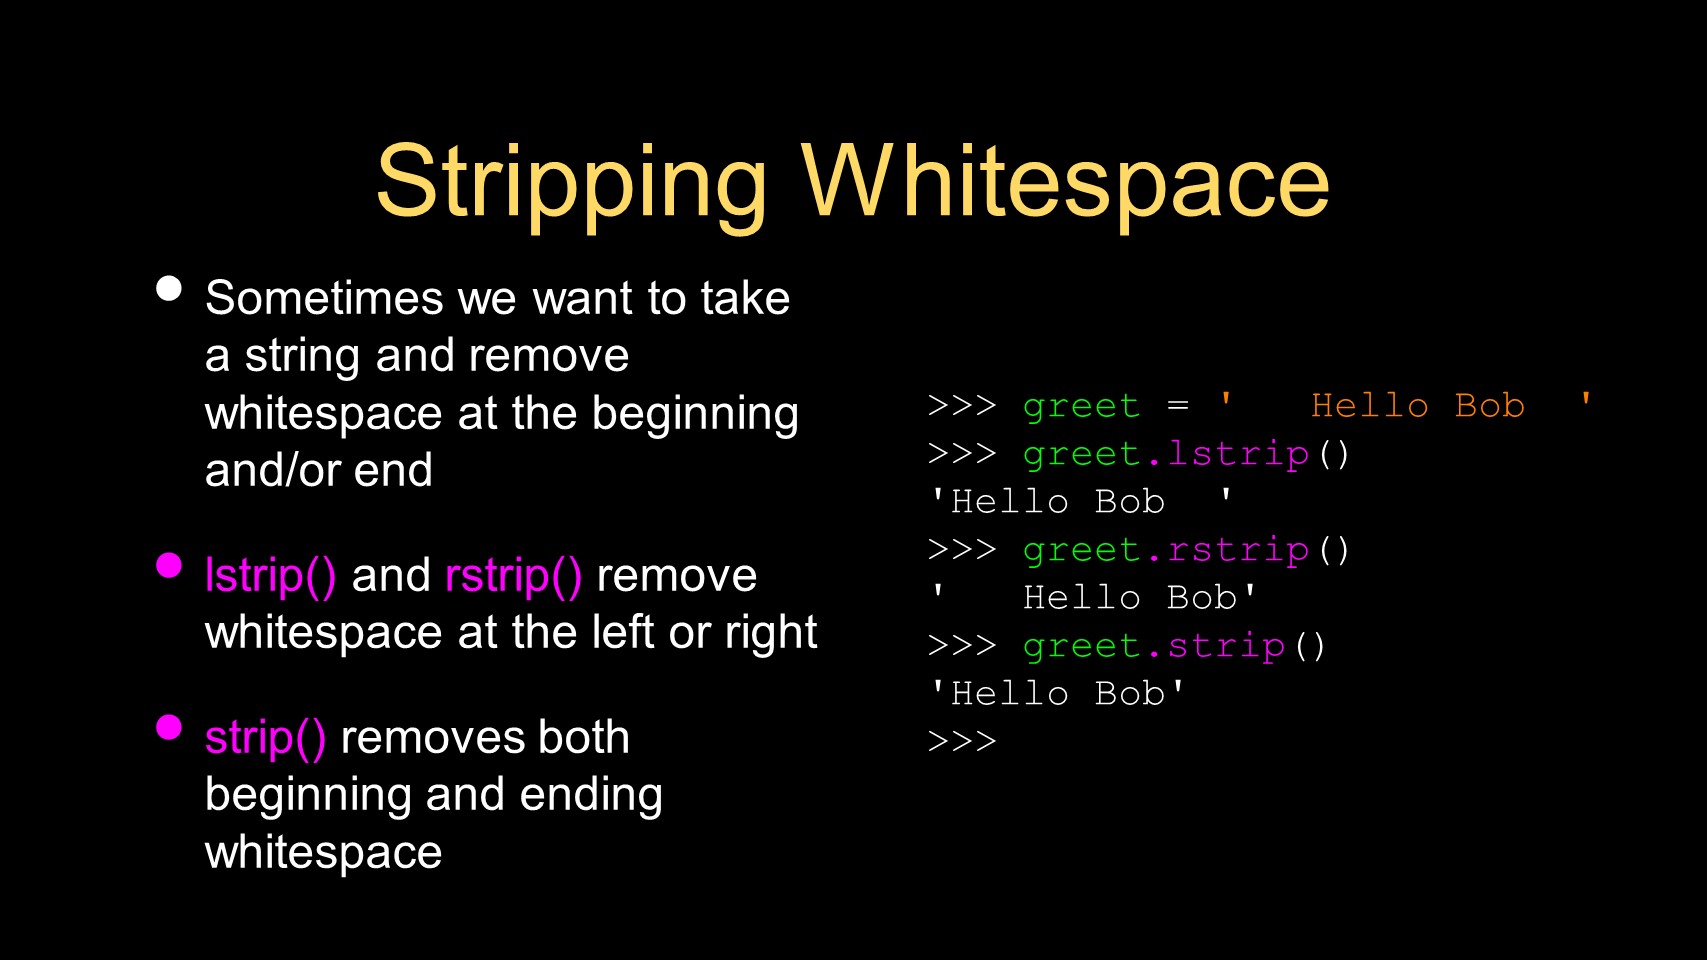 Stripping Whitespace
• Sometimes we want to take
a string and remove
whitespace at the beginning
and/or end
• lstrip() and rstrip() remove
whitespace at the left or right
• strip() removes both
beginning and ending
whitespace
>>> greet = '   Hello Bob  '
>>> greet.lstrip()
'Hello Bob  '
>>> greet.rstrip()
'   Hello Bob'
>>> greet.strip()
'Hello Bob'
>>>